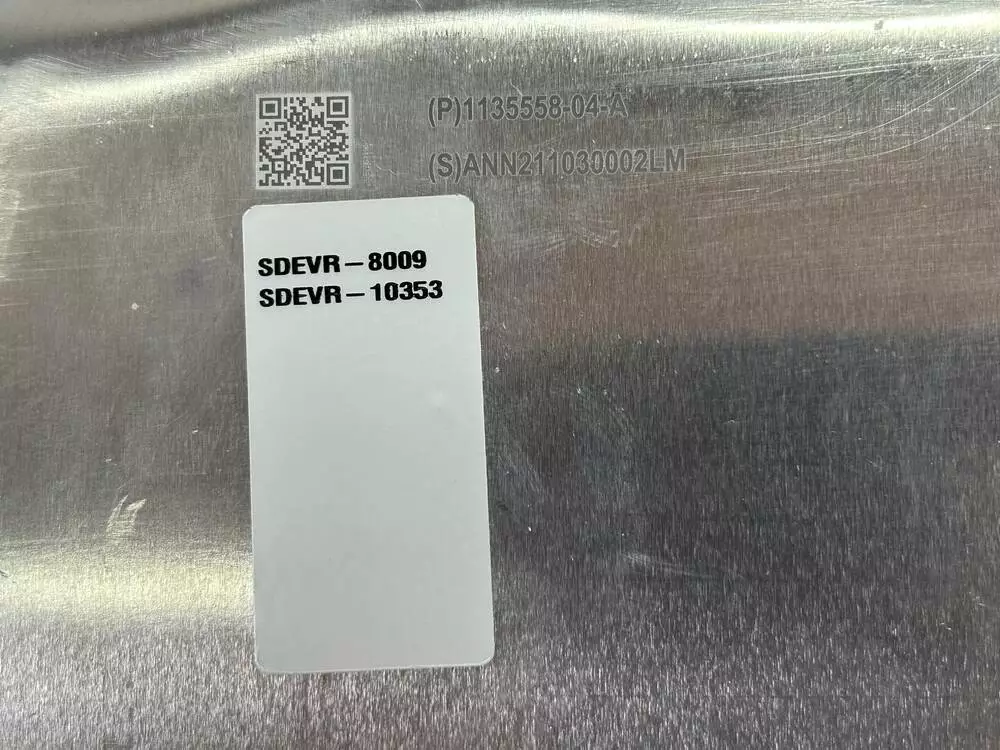 (P)1135558-04-A
(S)ANN211030002LM
SDEVR – 8009
SDEVR – 10353